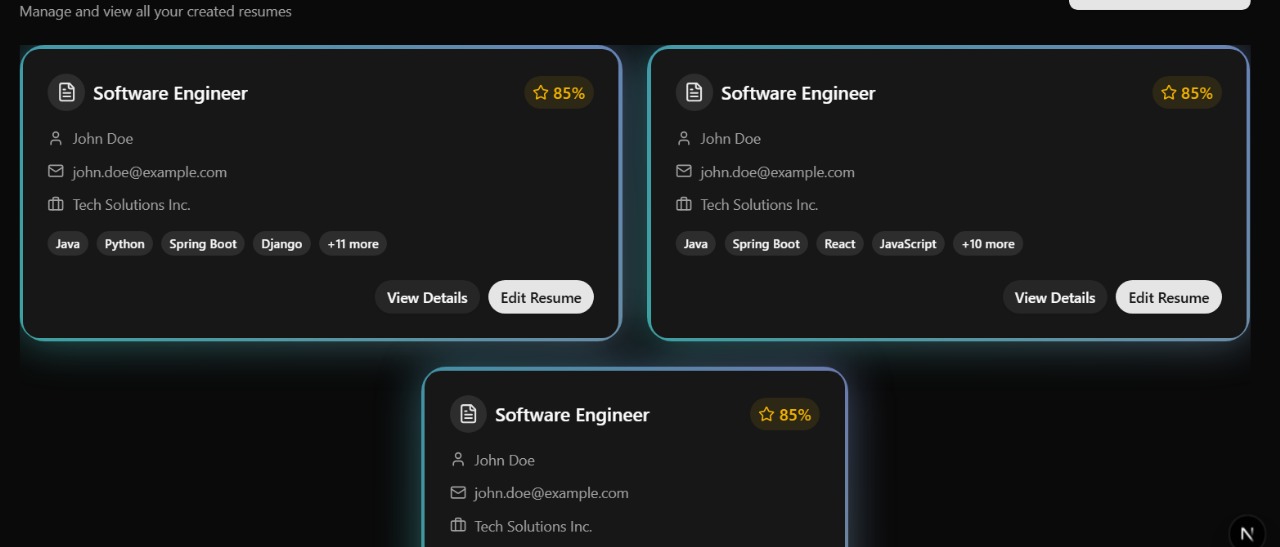 Manage and view all your created resumes
Software Engineer
85%
John Doe
john.doe@example.com
Tech Solutions Inc.
Java Python Spring Boot Django +11 more
View Details Edit Resume
Software Engineer
85%
John Doe
john.doe@example.com
Tech Solutions Inc.
Java Spring Boot React JavaScript +10 more
View Details Edit Resume
Software Engineer
85%
John Doe
john.doe@example.com
Tech Solutions Inc.
N